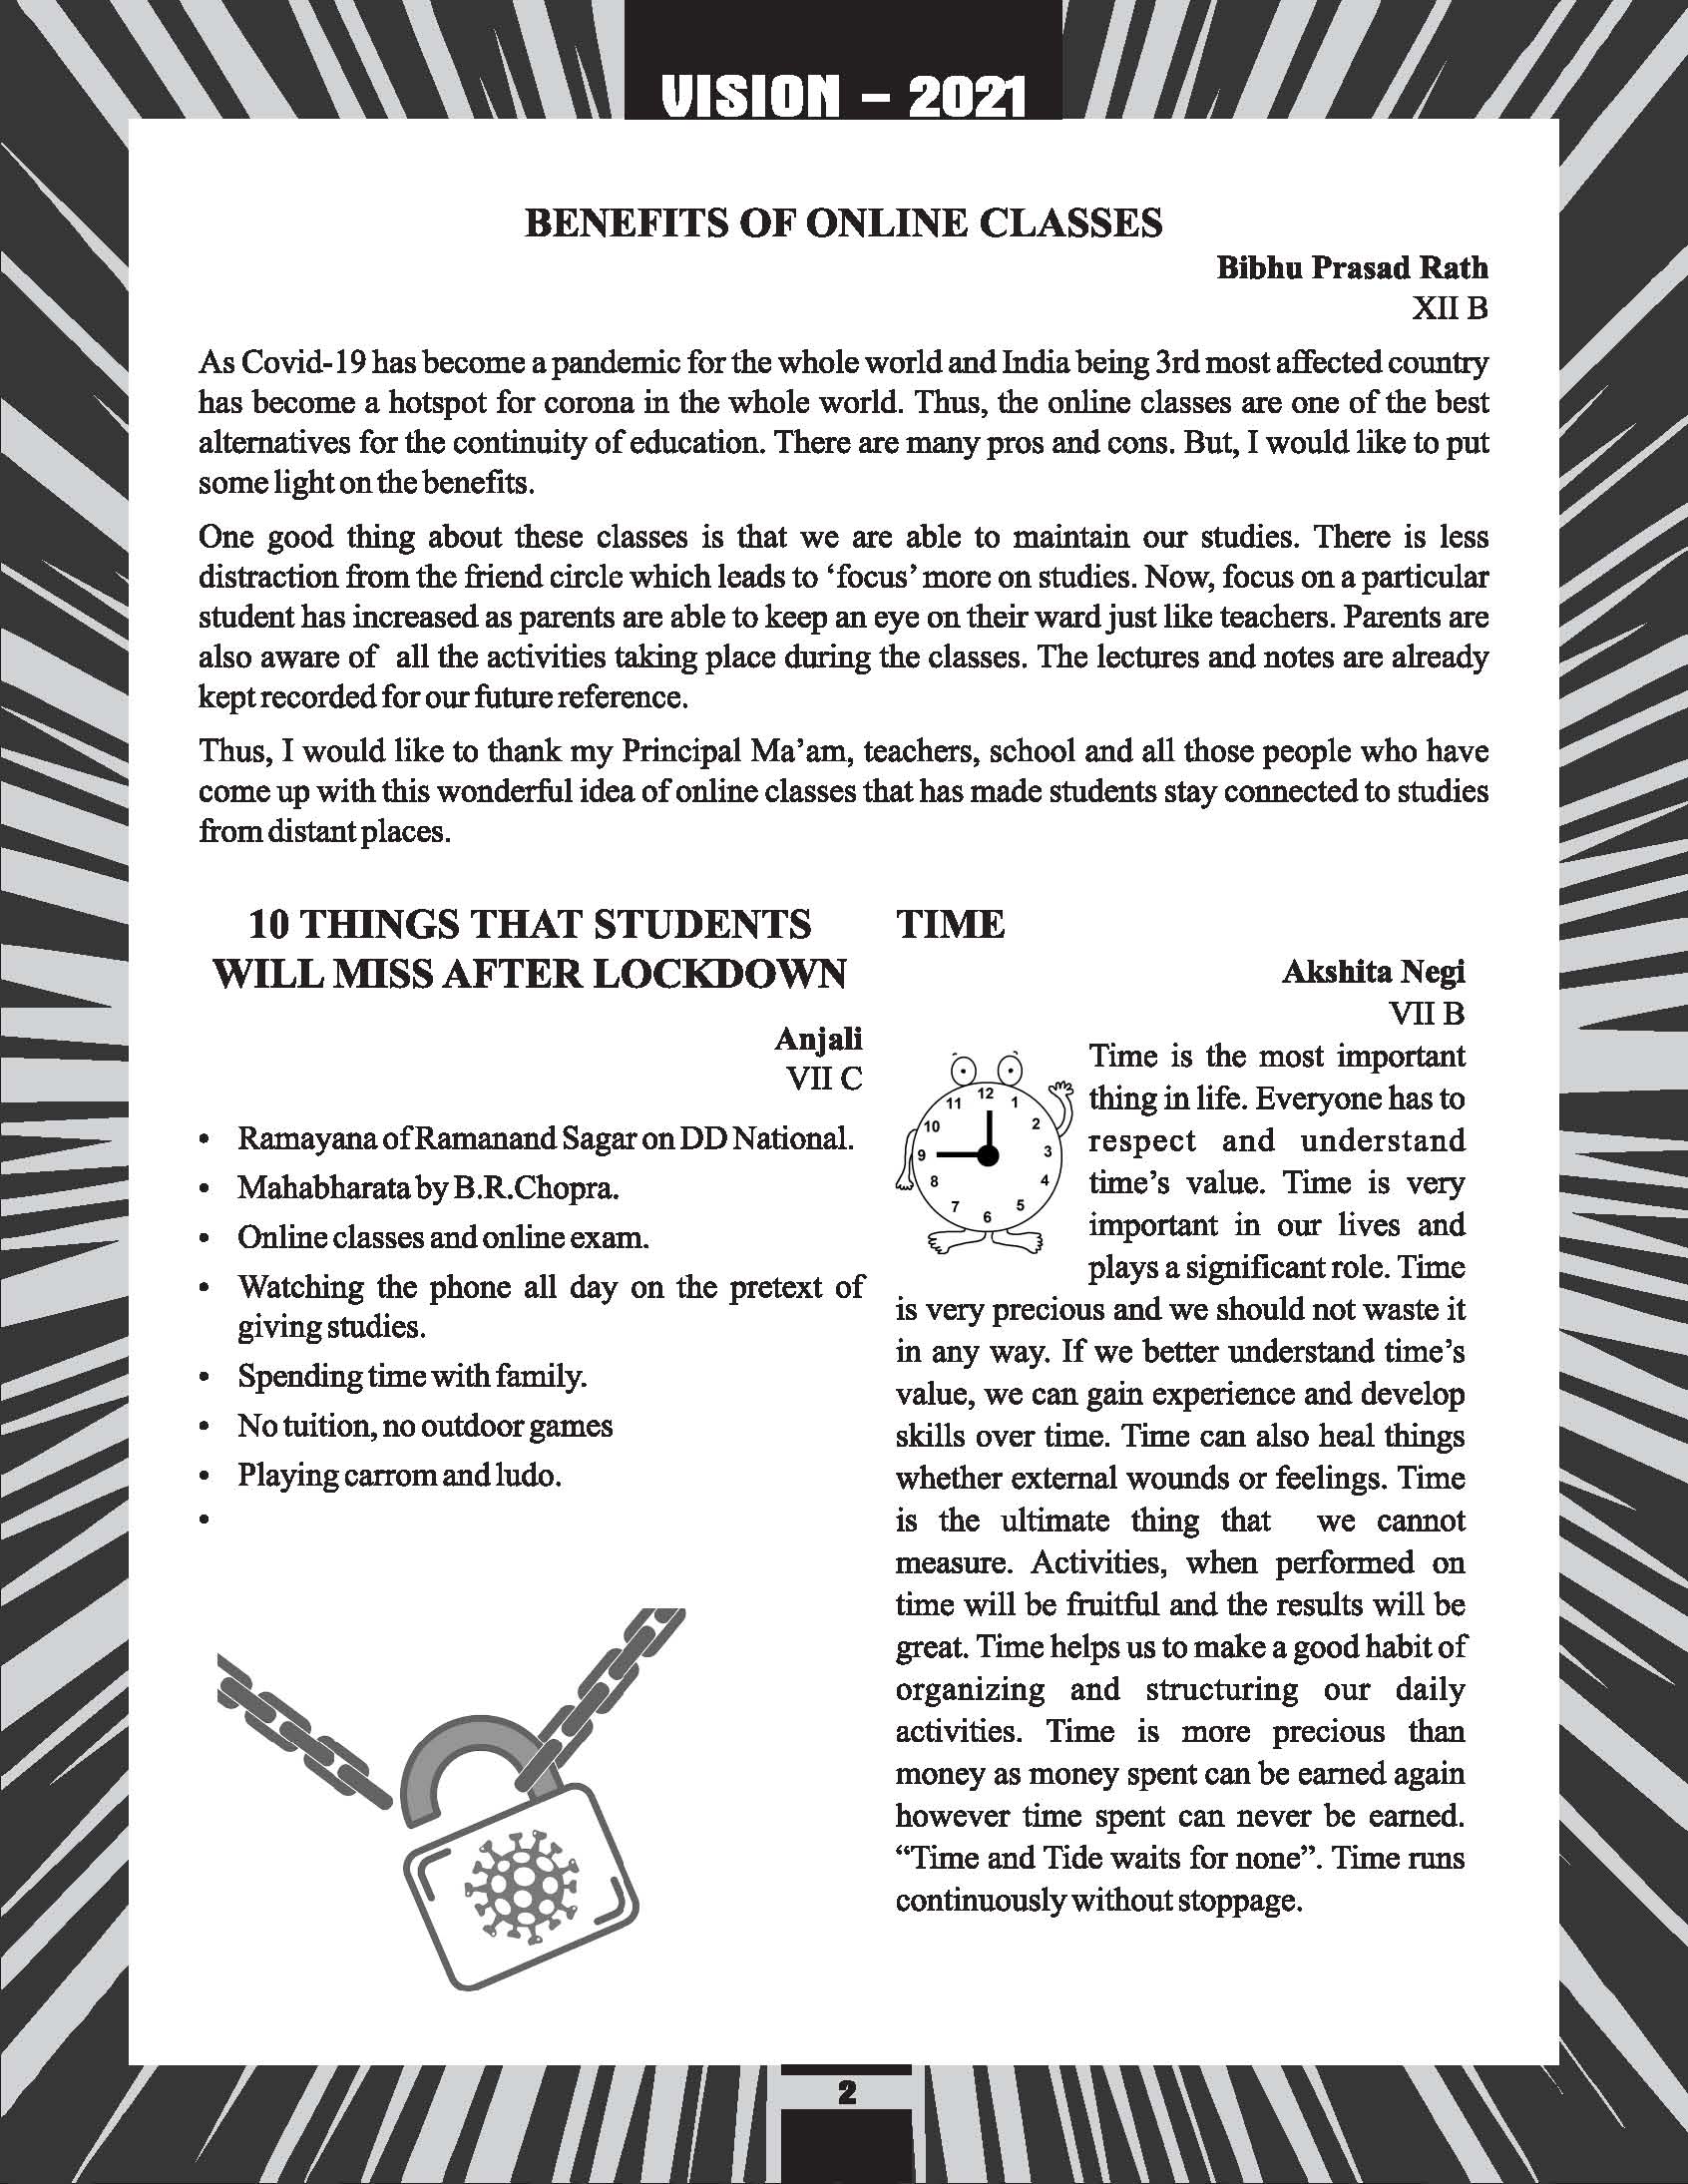 VISION – 2021
BENEFITS OF ONLINE CLASSES
Bibhu Prasad Rath
XII B
As Covid-19 has become a pandemic for the whole world and India being 3rd most affected country
has become a hotspot for corona in the whole world. Thus, the online classes are one of the best
alternatives for the continuity of education. There are many pros and cons. But, I would like to put
some light on the benefits.
One good thing about these classes is that we are able to maintain our studies. There is less
distraction from the friend circle which leads to ‘focus’ more on studies. Now, focus on a particular
student has increased as parents are able to keep an eye on their ward just like teachers. Parents are
also aware of all the activities taking place during the classes. The lectures and notes are already
kept recorded for our future reference.
Thus, I would like to thank my Principal Ma’am, teachers, school and all those people who have
come up with this wonderful idea of online classes that has made students stay connected to studies
from distant places.
10 THINGS THAT STUDENTS
WILL MISS AFTER LOCKDOWN
Anjali
VII C
• Ramayana of Ramanand Sagar on DD National.
• Mahabharata by B.R.Chopra.
• Online classes and online exam.
• Watching the phone all day on the pretext of
giving studies.
• Spending time with family.
• No tuition, no outdoor games
• Playing carrom and ludo.
•
TIME
Akshita Negi
VII B
12
1
2
3
4
5
6
7
8
9
10
11
Time is the most important
thing in life. Everyone has to
respect and understand
time’s value. Time is very
important in our lives and
plays a significant role. Time
is very precious and we should not waste it
in any way. If we better understand time’s
value, we can gain experience and develop
skills over time. Time can also heal things
whether external wounds or feelings. Time
is the ultimate thing that we cannot
measure. Activities, when performed on
time will be fruitful and the results will be
great. Time helps us to make a good habit of
organizing and structuring our daily
activities. Time is more precious than
money as money spent can be earned again
however time spent can never be earned.
“Time and Tide waits for none”. Time runs
continuously without stoppage.
2